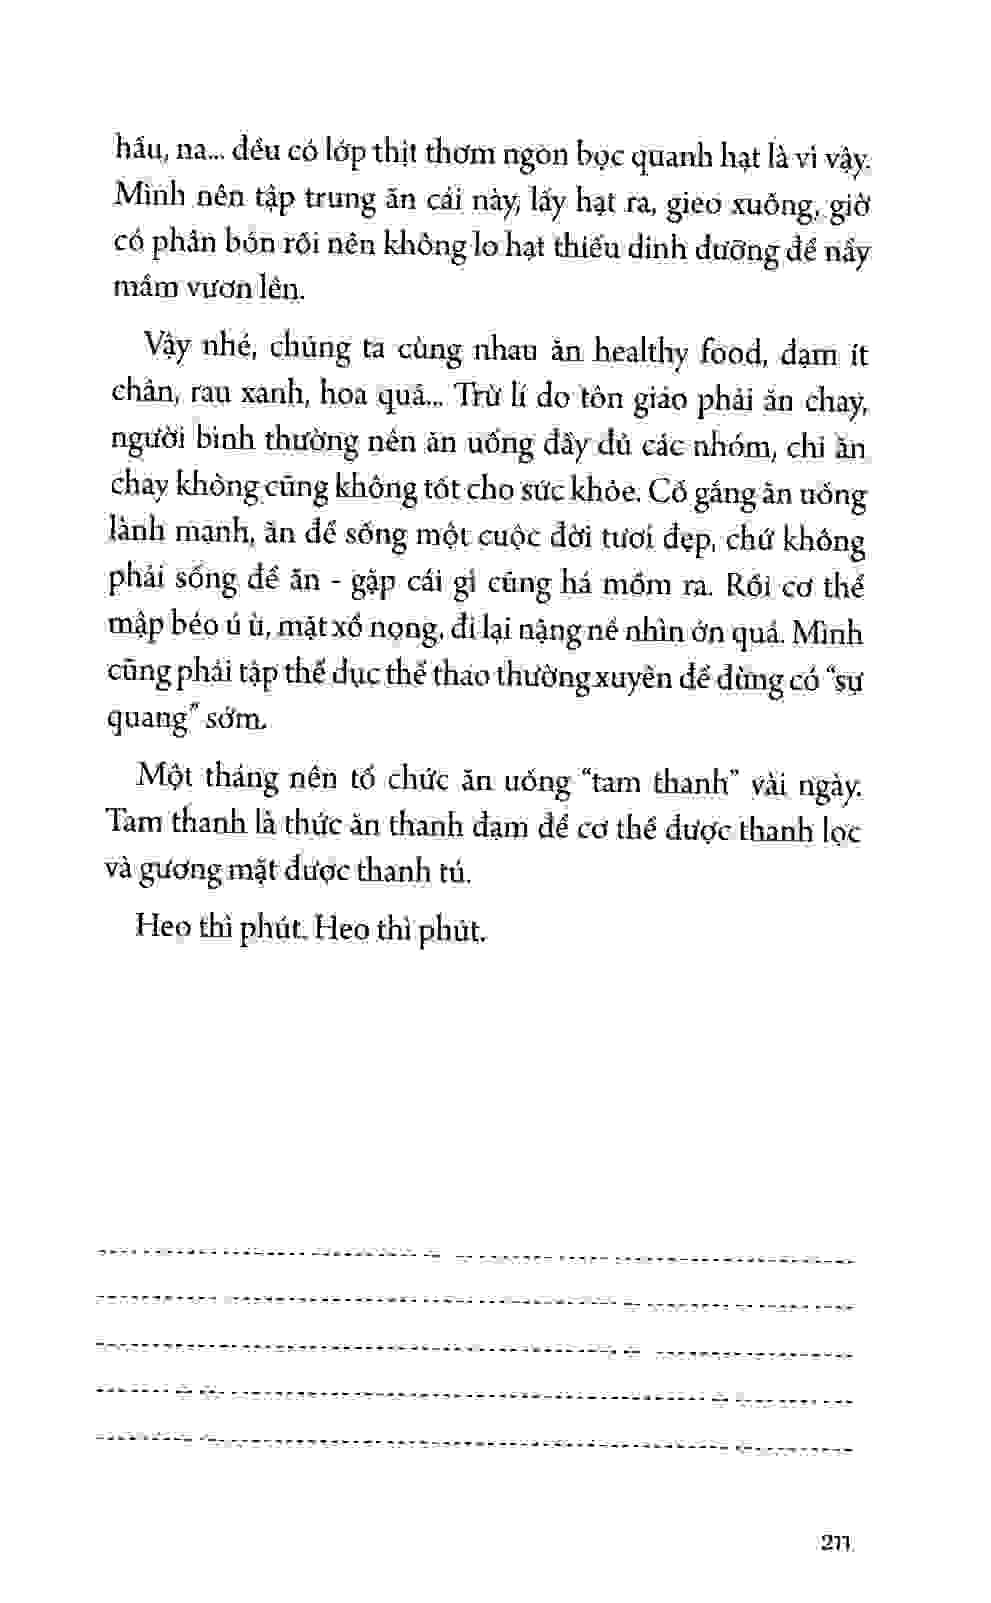 hấu, na... đều có lớp thịt thơm ngon bọc quanh hạt là vì vậy.
Mình nên tập trung ăn cái này, lấy hạt ra, gieo xuống, giờ
có phân bón rồi nên không lo hạt thiếu dinh dưỡng để nảy
mầm vươn lên.
Vậy nhé, chúng ta cùng nhau ăn healthy food, đạm ít
chân, rau xanh, hoa quả... Trừ lí do tôn giáo phải ăn chay,
người bình thường nên ăn uống đầy đủ các nhóm, chỉ ăn
chay không cũng không tốt cho sức khỏe. Cố gắng ăn uống
lành mạnh, ăn để sống một cuộc đời tươi đẹp, chứ không
phải sống để ăn - gặp cái gì cũng há mồm ra. Rồi cơ thể
mập béo ú ù, mặt xồ nọng, đi lại nặng nề nhìn ớn quá. Mình
cũng phải tập thể dục thể thao thường xuyên để đừng có “sự
quang” sớm.
Một tháng nên tổ chức ăn uống “tam thanh” vài ngày.
Tam thanh là thức ăn thanh đạm để cơ thể được thanh lọc
và gương mặt được thanh tú.
Heo thì phút. Heo thì phút.
211